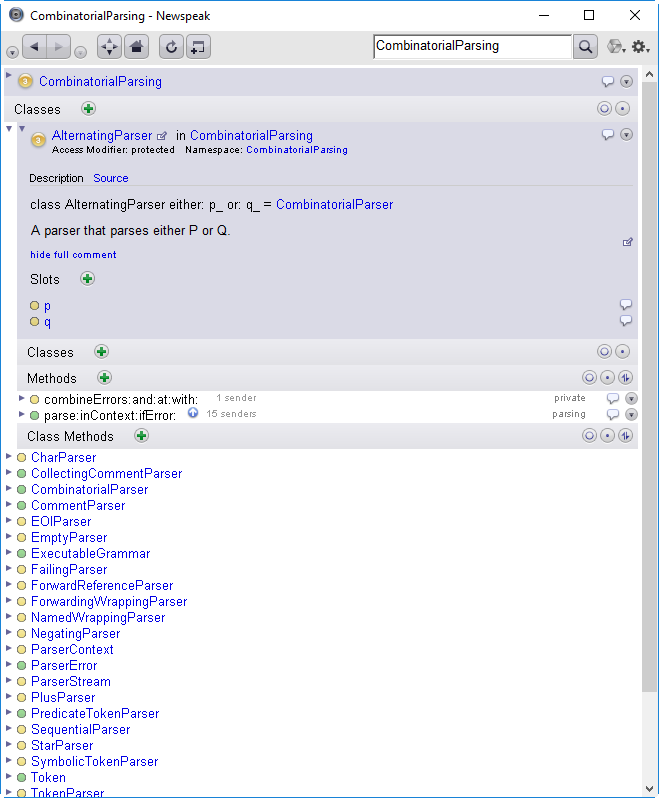 CombinatorialParsing - Newspeak
CombinatorialParsing
3 CombinatorialParsing
Classes
3 AlternatingParser in CombinatorialParsing
Access Modifier: protected Namespace: CombinatorialParsing
Description Source
class AlternatingParser either: p_ or: q_ = CombinatorialParser
A parser that parses either P or Q.
hide full comment
Slots
p
q
Classes
Methods
combineErrors:and:at:with: 1 sender private
parse:inContext:ifError: 15 senders parsing
Class Methods
CharParser
CollectingCommentParser
CombinatorialParser
CommentParser
EOIParser
EmptyParser
ExecutableGrammar
FailingParser
ForwardReferenceParser
ForwardingWrappingParser
NamedWrappingParser
NegatingParser
ParserContext
ParserError
ParserStream
PlusParser
PredicateTokenParser
SequentialParser
StarParser
SymbolicTokenParser
Token
TokenParser